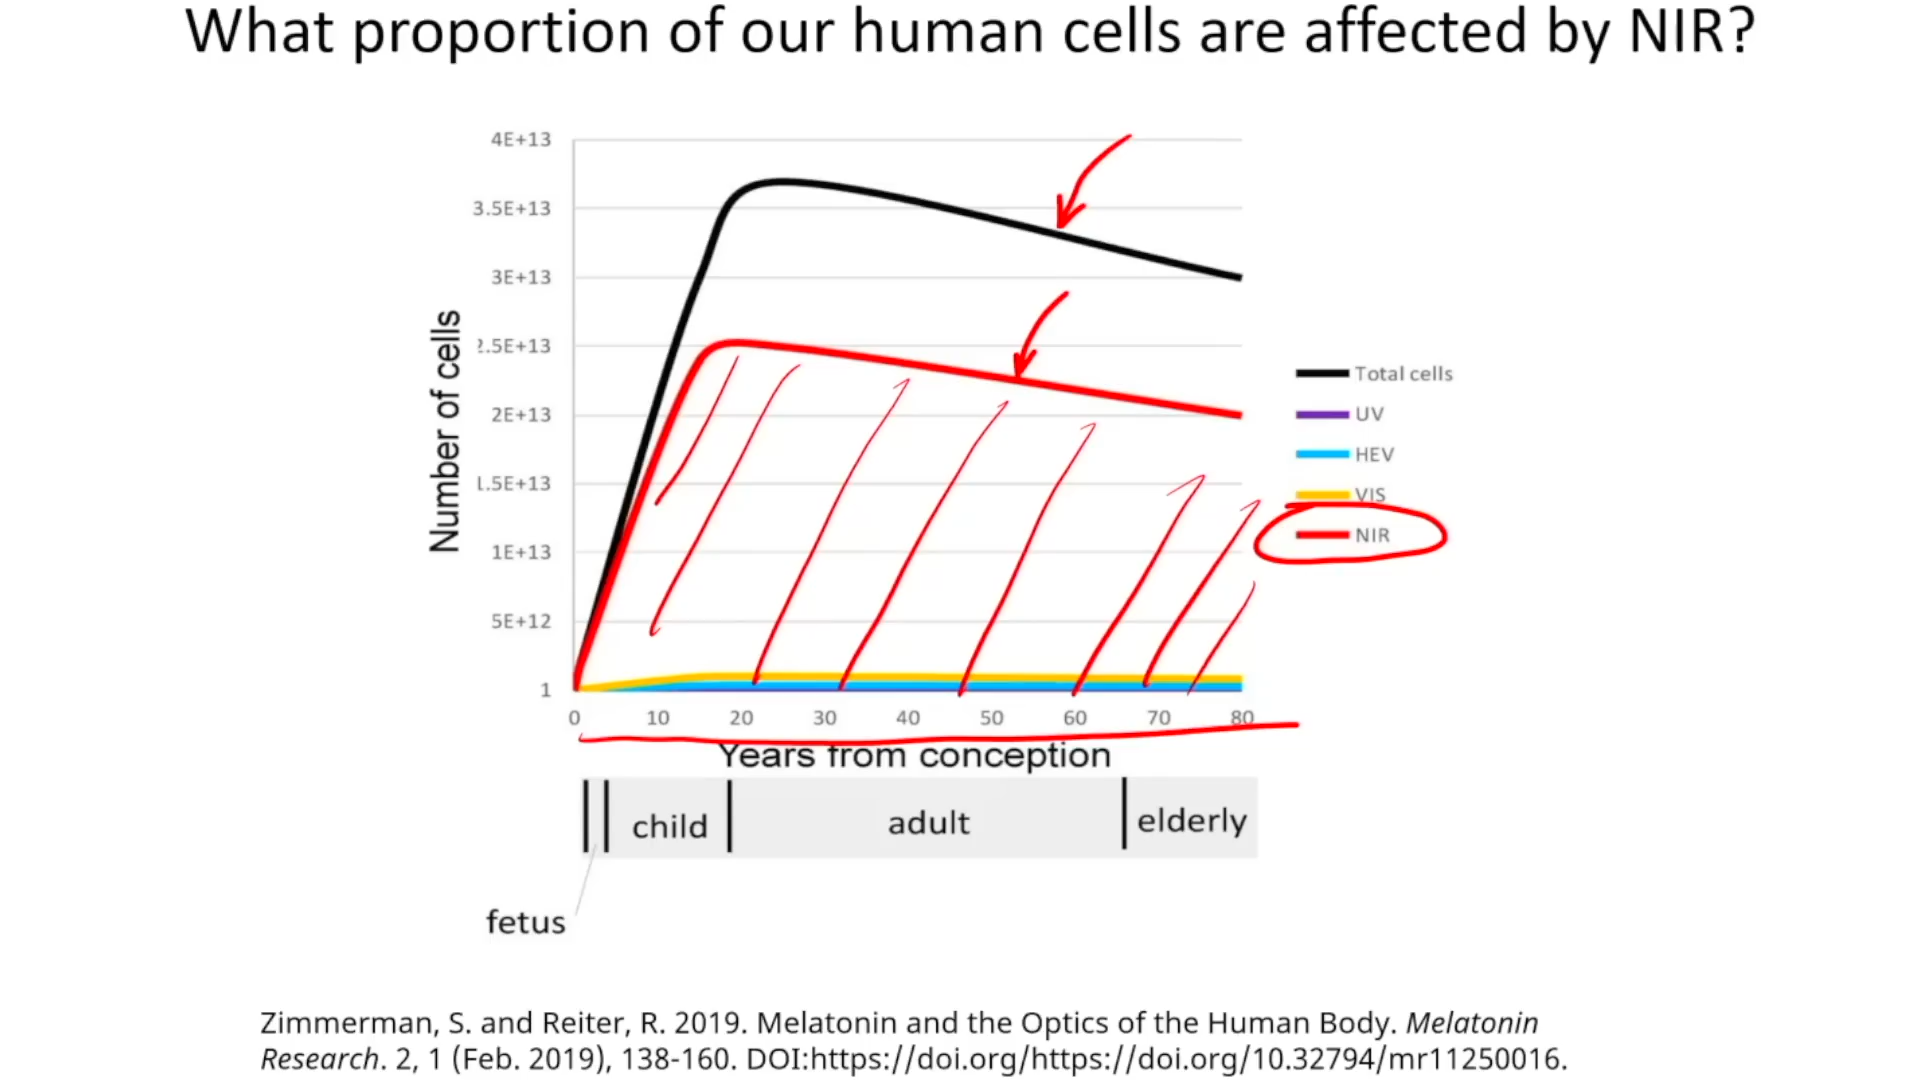 What proportion of our human cells are affected by NIR?
4E+13
3.5E+13
3E+13
2.5E+13
2E+13
1.5E+13
1E+13
5E+12
1
Number of cells
0 10 20 30 40 50 60 70 80
Years from conception
Total cells
UV
HEV
VIS
NIR
child adult elderly
fetus
Zimmerman, S. and Reiter, R. 2019. Melatonin and the Optics of the Human Body. Melatonin
Research. 2, 1 (Feb. 2019), 138-160. DOI:https://doi.org/https://doi.org/10.32794/mr11250016.